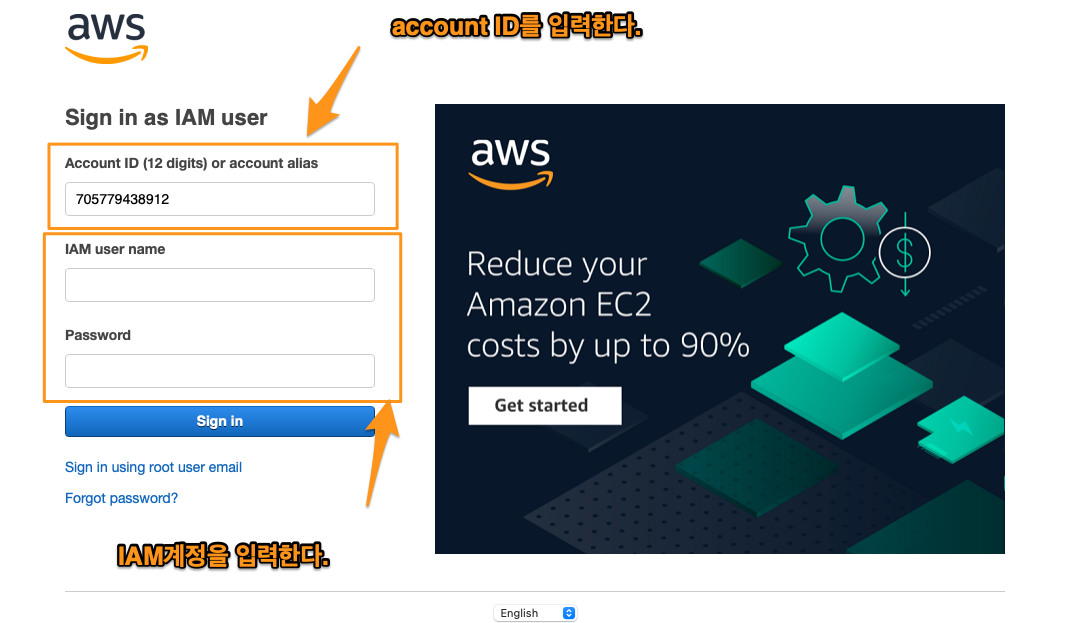 aws
account ID를 입력한다.
Sign in as IAM user
Account ID (12 digits) or account alias
705779438912
IAM user name
Password
Sign in
Sign in using root user email
Forgot password?
IAM계정을 입력한다.
aws
Reduce your
Amazon EC2
costs by up to 90%
Get started
$
English